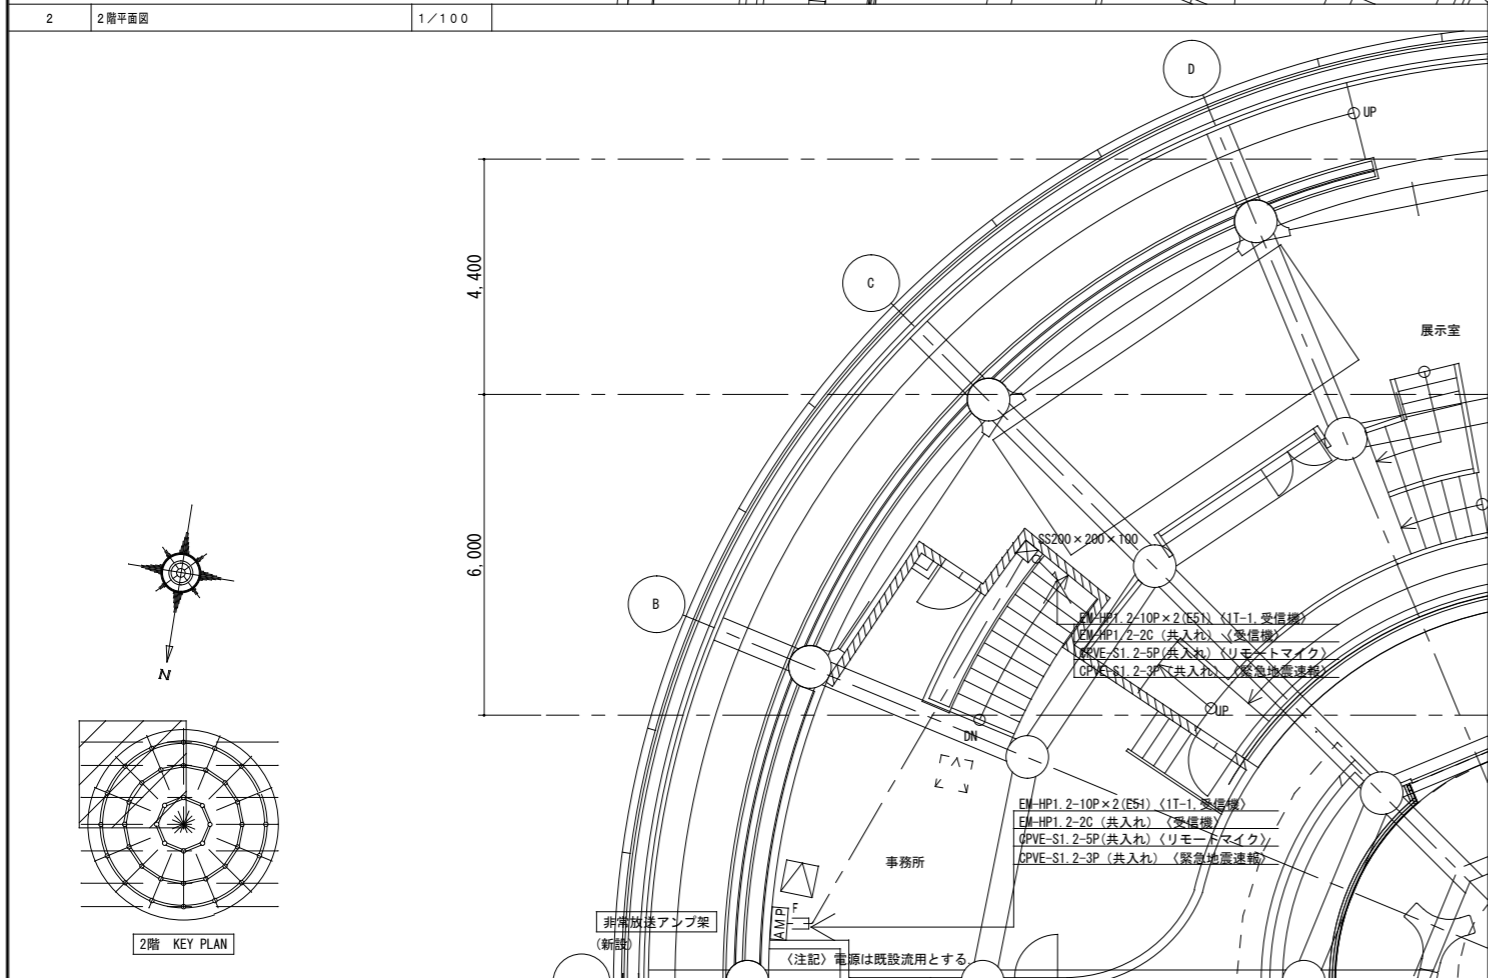 2 2階平面図 1/100
D
UP
4,400
C
展示室
6,000
SS200×200×100
B
EM-HP1.2-10P×2(E51)〈1T-1,受信機〉
EM-HP1.2-2C(共入れ)〈受信機〉
CPVE-S1.2-5P(共入れ)〈リモートマイク〉
CPVE-S1.2-3P(共入れ)〈緊急地震速報〉
N
UP
DN
EM-HP1.2-10P×2(E51)〈1T-1,受信機〉
EM-HP1.2-2C(共入れ)〈受信機〉
CPVE-S1.2-5P(共入れ)〈リモートマイク〉
CPVE-S1.2-3P(共入れ)〈緊急地震速報〉
事務所
F
AMP
非常放送アンプ架
(新設)
2階 KEY PLAN
〈注記〉電源は既設流用とする。